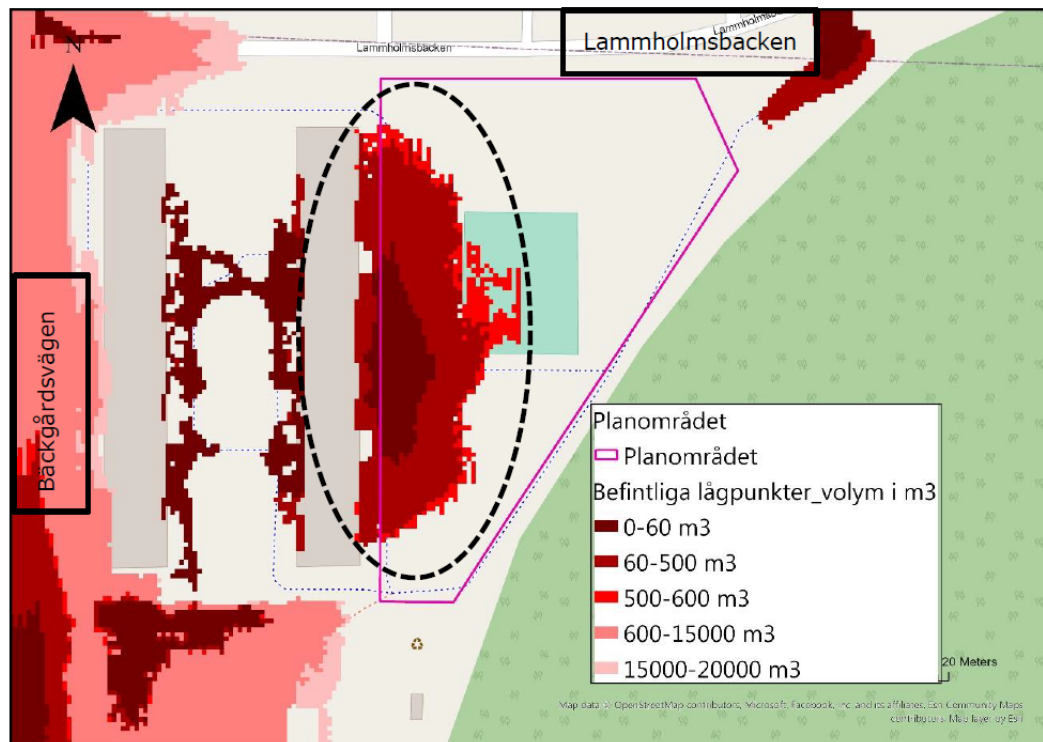 N
Lammholmsbacken
Lammholmsbacken
Lammholmsbacken
Bäckgårdsvägen
Planområdet
Planområdet
Befintliga lågpunkter_volym i m3
0-60 m3
60-500 m3
500-600 m3
600-15000 m3
15000-20000 m3
20 Meters
Map data © OpenStreetMap contributors, Microsoft, Facebook, Inc. and its affiliates, Esri Community Maps
contributors, Map layer by Esri